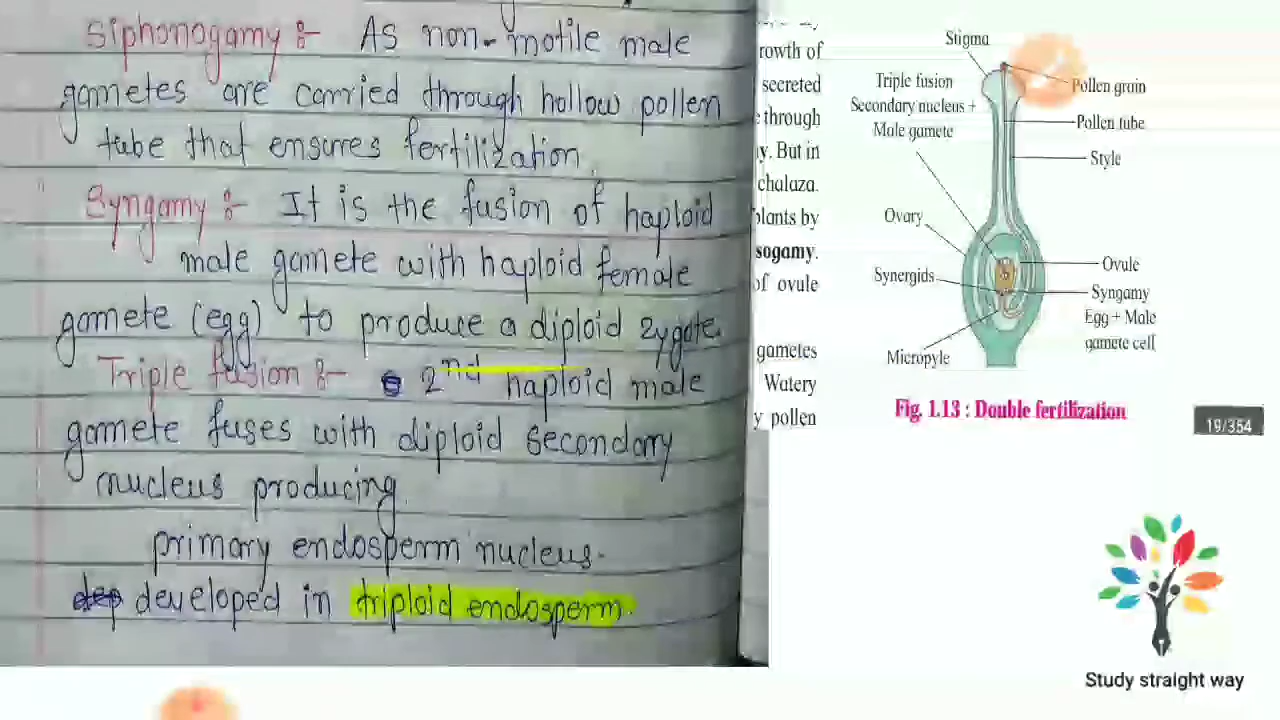 Siphonogamy :- As non-motile male
gametes are carried through hollow pollen
tube that ensures fertilization.
Syngamy :- It is the fusion of haploid
male gamete with haploid female
gamete (egg) to produce a diploid zygote.
Triple fusion :- 2nd haploid male
gamete fuses with diploid secondary
nucleus producing
primary endosperm nucleus.
developed in triploid endosperm.
rowth of
secreted
through
y. But in
chalaza.
plants by
sogamy.
of ovule
gametes
Watery
y pollen
Stigma
Triple fusion
Secondary nucleus +
Male gamete
Ovary
Synergids
Micropyle
Pollen grain
Pollen tube
Style
Ovule
Syngamy
Egg + Male
gamete cell
Fig. 1.13 : Double fertilization
19/354
Study straight way